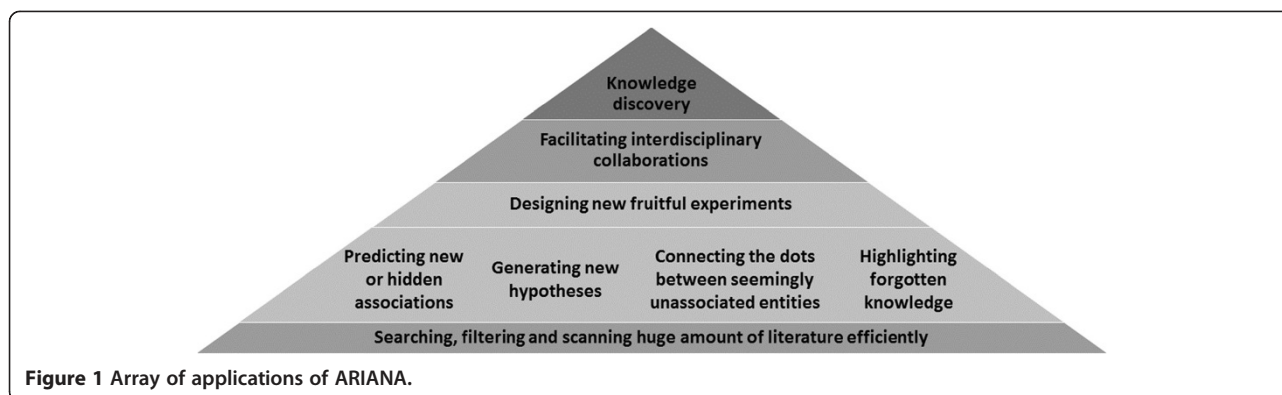 Knowledge
discovery
Facilitating interdisciplinary
collaborations
Designing new fruitful experiments
Predicting new
or hidden
associations
Generating new
hypotheses
Connecting the dots
between seemingly
unassociated entities
Highlighting
forgotten
knowledge
Searching, filtering and scanning huge amount of literature efficiently
Figure 1 Array of applications of ARIANA.